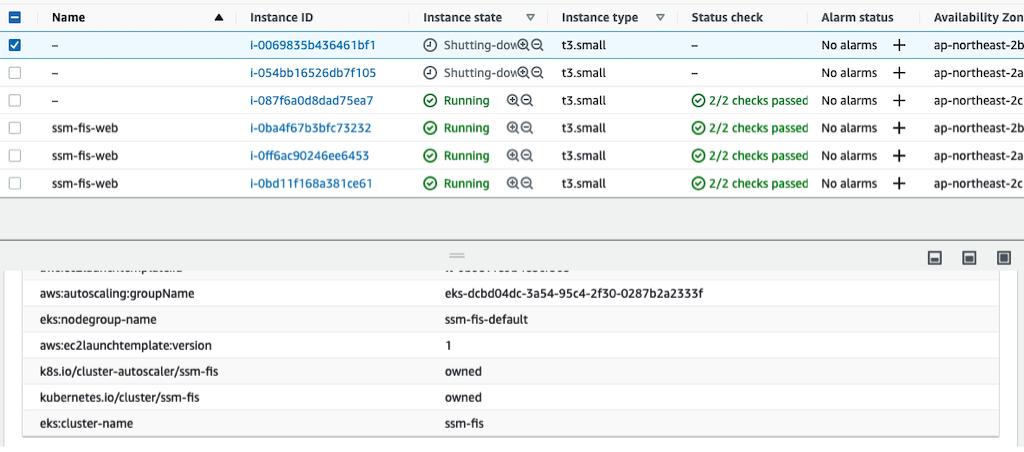 Name Instance ID Instance state Instance type Status check Alarm status Availability Zon
– i-0069835b436461bf1 Shutting-dow t3.small – No alarms + ap-northeast-2b
– i-054bb16526db7f105 Shutting-dow t3.small – No alarms + ap-northeast-2a
– i-087f6a0d8dad75ea7 Running t3.small 2/2 checks passed No alarms + ap-northeast-2c
ssm-fis-web i-0ba4f67b3bfc73232 Running t3.small 2/2 checks passed No alarms + ap-northeast-2b
ssm-fis-web i-0ff6ac90246ee6453 Running t3.small 2/2 checks passed No alarms + ap-northeast-2a
ssm-fis-web i-0bd11f168a381ce61 Running t3.small 2/2 checks passed No alarms + ap-northeast-2c
aws:autoscaling:groupName eks-dcbd04dc-3a54-95c4-2f30-0287b2a2333f
eks:nodegroup-name ssm-fis-default
aws:ec2launchtemplate:version 1
k8s.io/cluster-autoscaler/ssm-fis owned
kubernetes.io/cluster/ssm-fis owned
eks:cluster-name ssm-fis